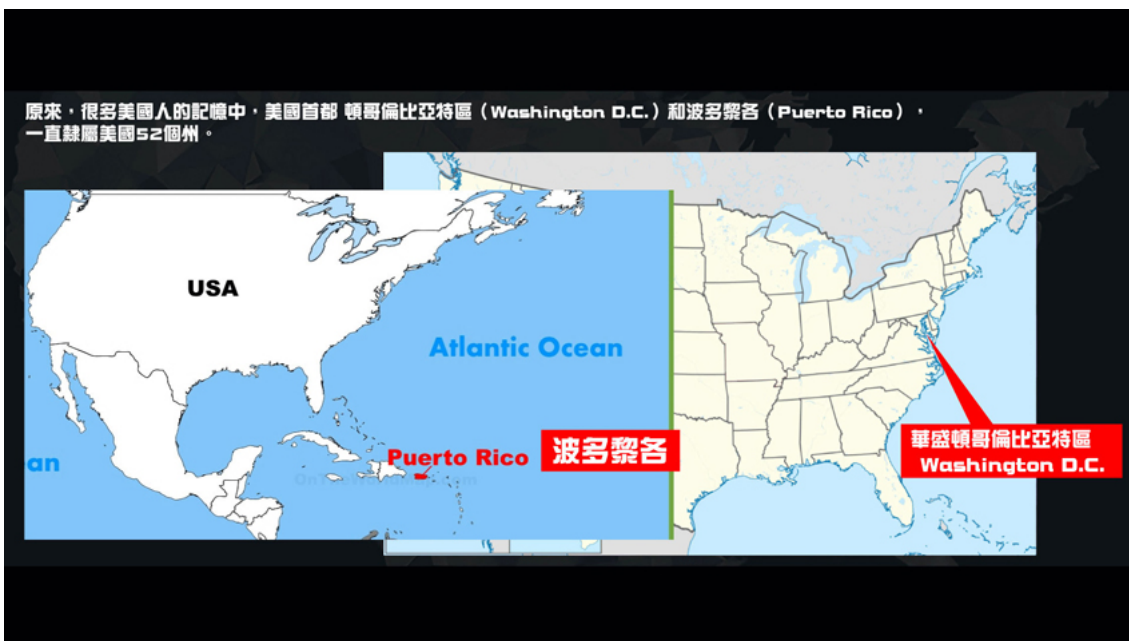 原來，很多美國人的記憶中，美國首都 頓哥倫比亞特區（Washington D.C.）和波多黎各（Puerto Rico），
一直隸屬美國52個州。
USA
Atlantic Ocean
an
Puerto Rico
波多黎各
華盛頓哥倫比亞特區
Washington D.C.